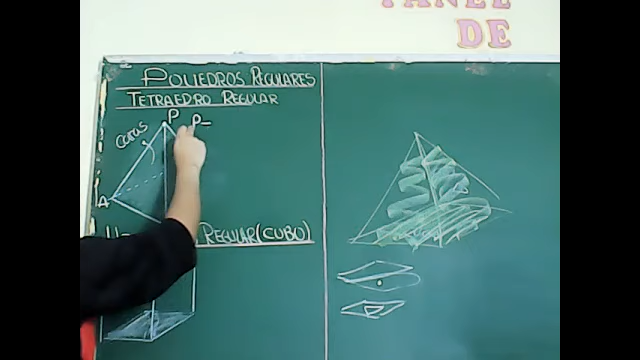 PANEL
DE
POLIEDROS REGULARES
TETRAEDRO REGULAR
P P-
caras
A
REGULAR(CUBO)